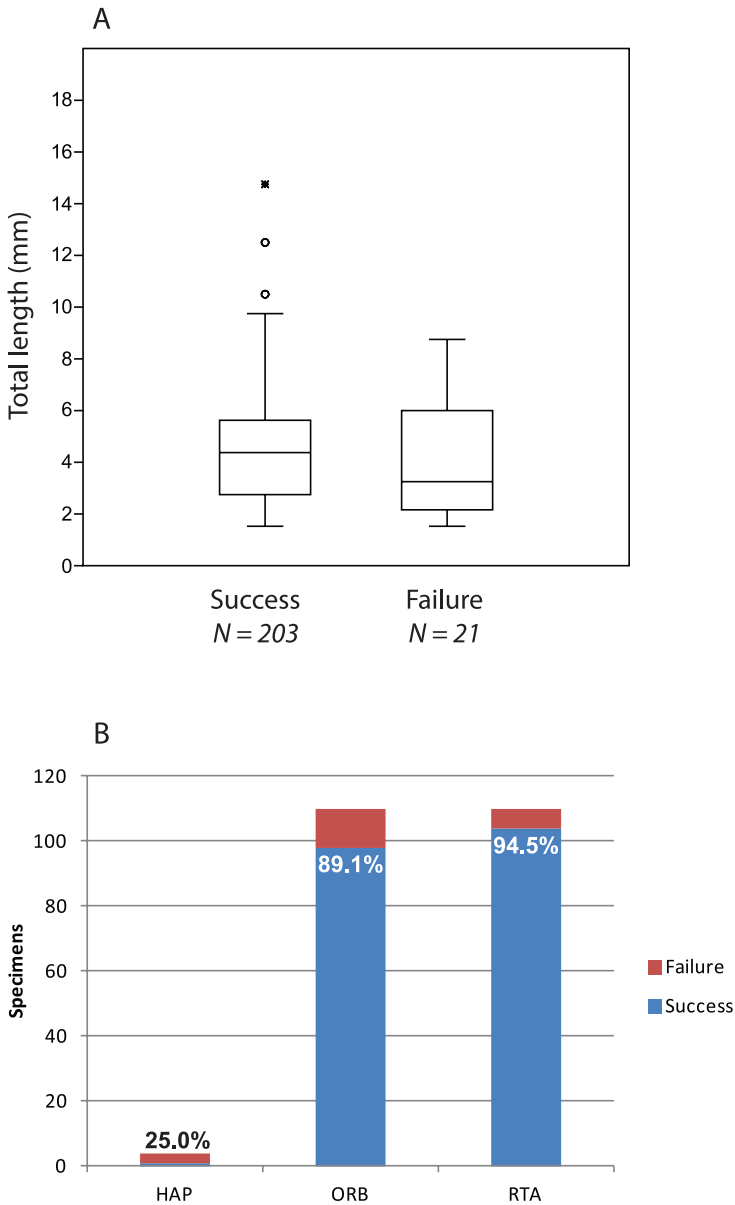 A
Total length (mm)
18
16
14
12
10
8
6
4
2
0
Success
Failure
N = 203
N = 21
B
Specimens
120
100
80
60
40
20
0
25.0%
89.1%
94.5%
HAP
ORB
RTA
Failure
Success